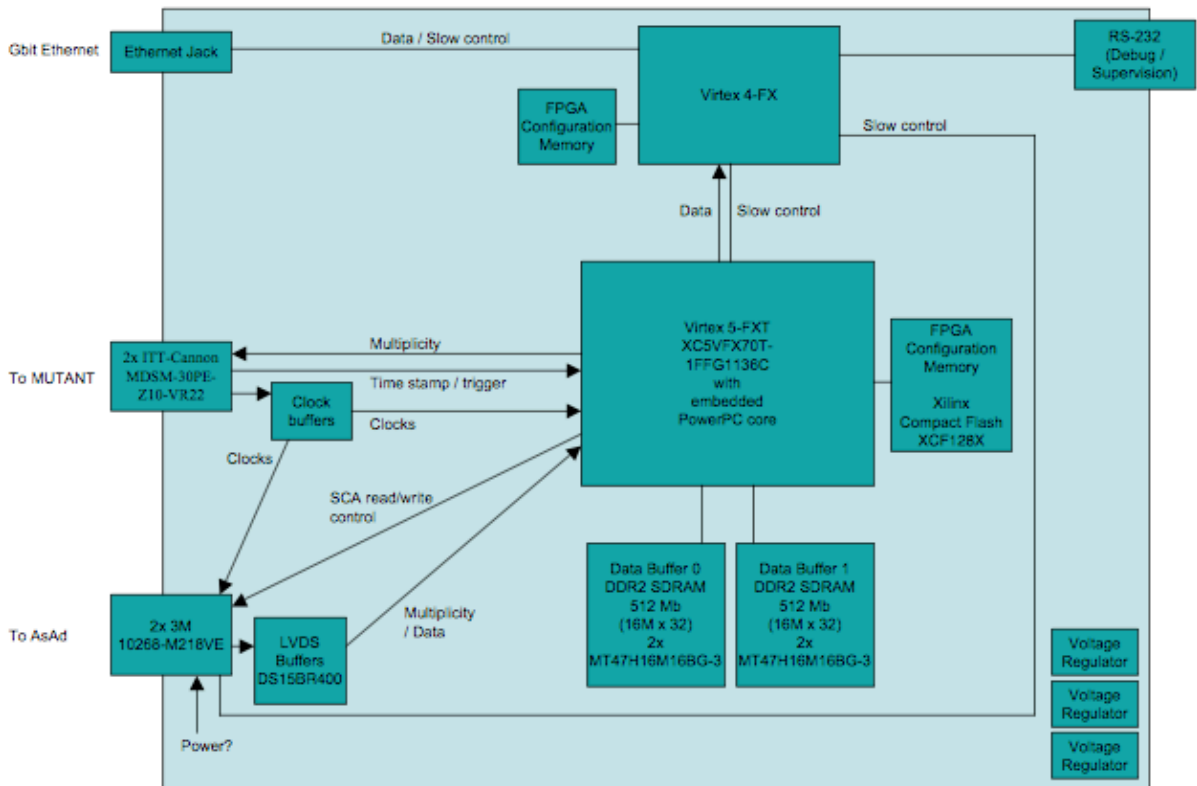 Gbit Ethernet
Ethernet Jack
Data / Slow control
Virtex 4-FX
RS-232
(Debug /
Supervision)
FPGA
Configuration
Memory
Slow control
Data
Slow control
To MUTANT
2x ITT-Cannon
MDSM-30PE-
Z10-VR22
Multiplicity
Time stamp / trigger
Clock
buffers
Clocks
Clocks
Virtex 5-FXT
XC5VFX70T-
1FFG1136C
with
embedded
PowerPC core
FPGA
Configuration
Memory
Xilinx
Compact Flash
XCF128X
SCA read/write
control
Data Buffer 0
DDR2 SDRAM
512 Mb
(16M x 32)
2x
MT47H16M16BG-3
Data Buffer 1
DDR2 SDRAM
512 Mb
(16M x 32)
2x
MT47H16M16BG-3
To AsAd
2x 3M
10268-M218VE
LVDS
Buffers
DS15BR400
Multiplicity
/ Data
Power?
Voltage
Regulator
Voltage
Regulator
Voltage
Regulator